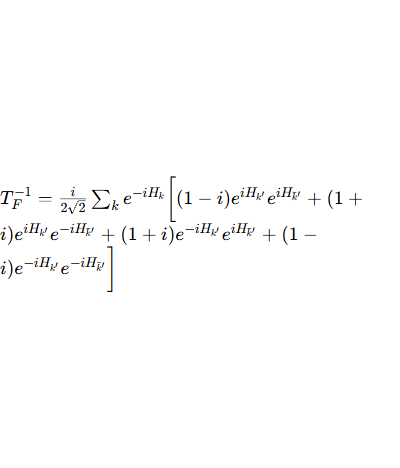 $T_F^{-1} = \frac{i}{2\sqrt{2}} \sum_k e^{-iH_k} \Big[ (1-i)e^{iH_{k'}} e^{iH_{\bar{k}'}} + (1+$
$i)e^{iH_{k'}} e^{-iH_{\bar{k}'}} + (1+i)e^{-iH_{k'}} e^{iH_{\bar{k}'}} + (1-$
$i)e^{-iH_{k'}} e^{-iH_{\bar{k}'}} \Big]$